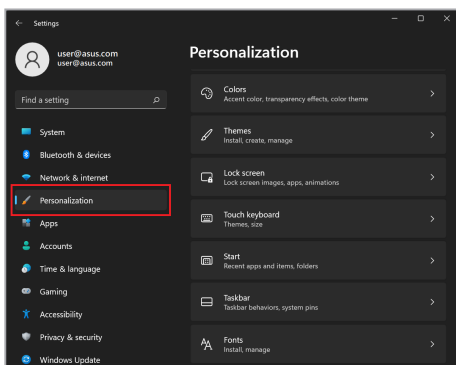 Settings
user@asus.com
user@asus.com
Find a setting
System
Bluetooth & devices
Network & internet
Personalization
Apps
Accounts
Time & language
Gaming
Accessibility
Privacy & security
Windows Update
Personalization
Colors
Accent color, transparency effects, color theme
Themes
Install, create, manage
Lock screen
Lock screen images, apps, animations
Touch keyboard
Themes, size
Start
Recent apps and items, folders
Taskbar
Taskbar behaviors, system pins
Fonts
Install, manage